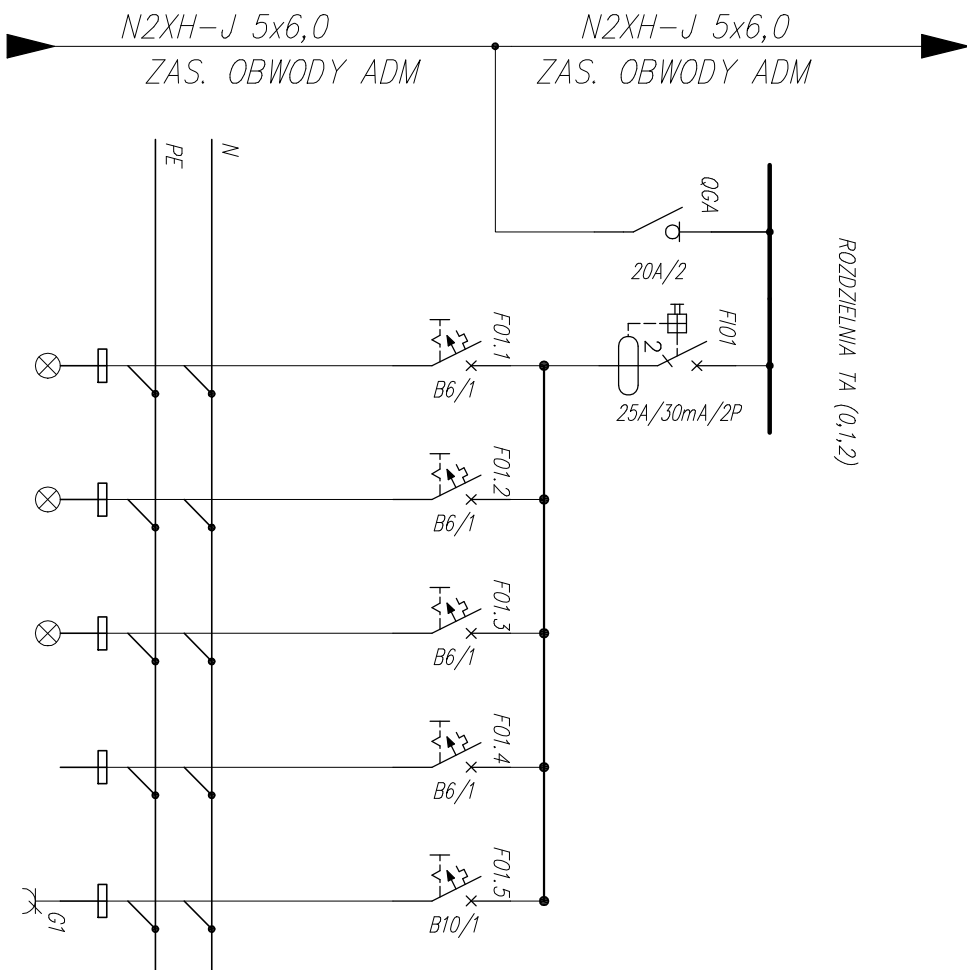 N2XH-J 5x6,0
N2XH-J 5x6,0
ZAS. OBWODY ADM
ZAS. OBWODY ADM
PE
N
QGA
20A/2
ROZDZIELNIA TA (0,1,2)
FI01
2
25A/30mA/2P
F01.1
B6/1
F01.2
B6/1
F01.3
B6/1
F01.4
B6/1
F01.5
B10/1
G1